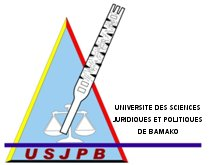 UNIVERSITE DES SCIENCES
JURIDIQUES ET POLITIQUES
DE BAMAKO
USJPB